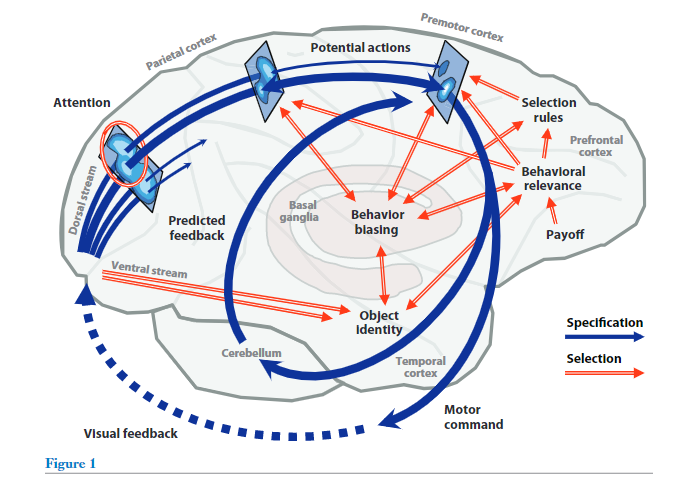 Premotor cortex
Parietal cortex
Potential actions
Attention
Selection
rules
Prefrontal
cortex
Behavioral
relevance
Dorsal stream
Basal
ganglia
Behavior
biasing
Predicted
feedback
Payoff
Ventral stream
Object
identity
Specification
Cerebellum
Selection
Temporal
cortex
Motor
command
Visual feedback
Figure 1